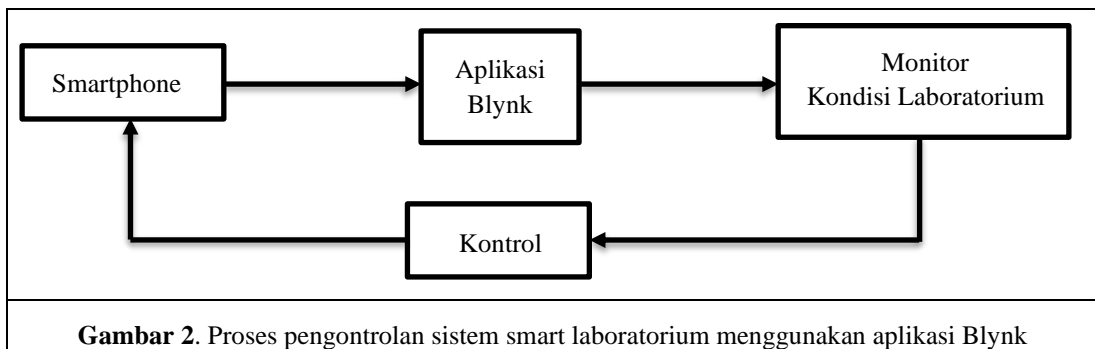 Smartphone
Aplikasi
Blynk
Monitor
Kondisi Laboratorium
Kontrol
Gambar 2. Proses pengontrolan sistem smart laboratorium menggunakan aplikasi Blynk